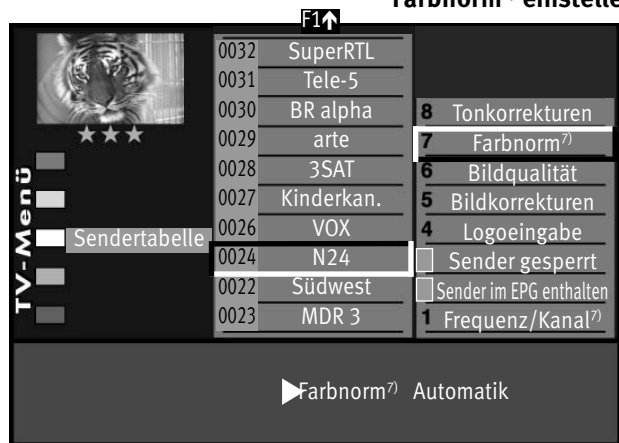 Farbnorm⁷⁾ einstelle
F1↑
0032 SuperRTL
0031 Tele-5
0030 BR alpha
0029 arte
0028 3SAT
0027 Kinderkan.
0026 VOX
0024 N24
0022 Südwest
0023 MDR 3
8 Tonkorrekturen
7 Farbnorm⁷⁾
6 Bildqualität
5 Bildkorrekturen
4 Logoeingabe
Sender gesperrt
Sender im EPG enthalten
1 Frequenz/Kanal⁷⁾
TV-Menü
Sendertabelle
Farbnorm⁷⁾ Automatik